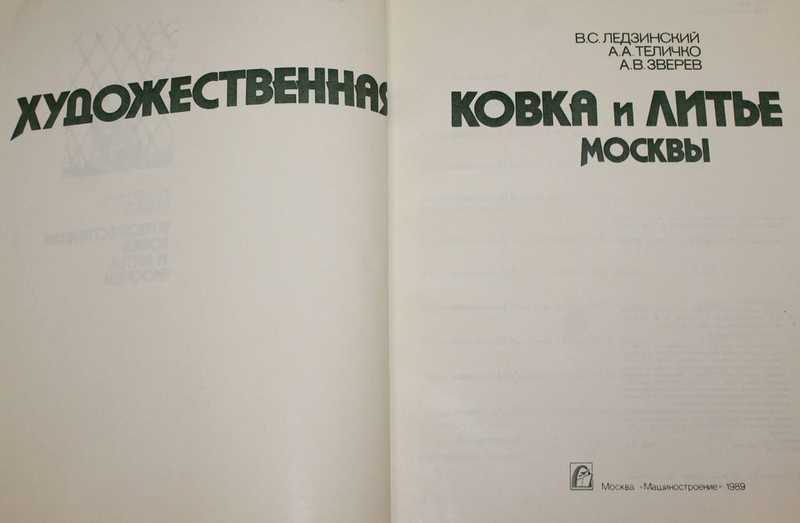 ХУДОЖЕСТВЕННАЯ
В.С. ЛЕДЗИНСКИЙ
А.А. ТЕЛИЧКО
А.В. ЗВЕРЕВ
КОВКА и ЛИТЬЕ
МОСКВЫ
Москва «Машиностроение» 1989